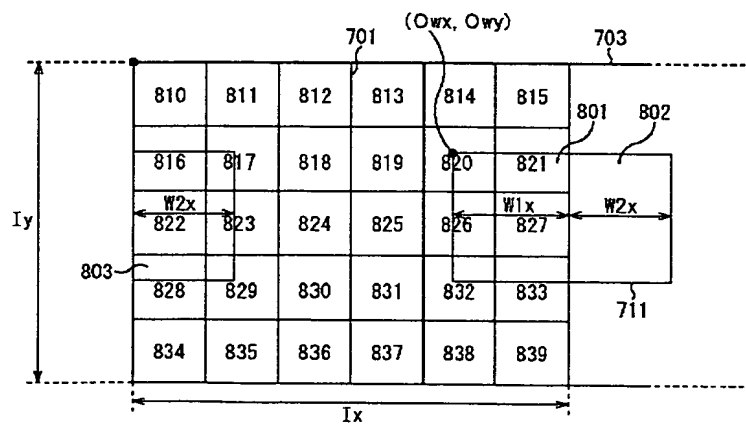 (Owx, Owy)
701
703
810 811 812 813 814 815
801 802
816 817 818 819 820 821
W2x W1x W2x
Iy
822 823 824 825 826 827
803
828 829 830 831 832 833
711
834 835 836 837 838 839
Ix